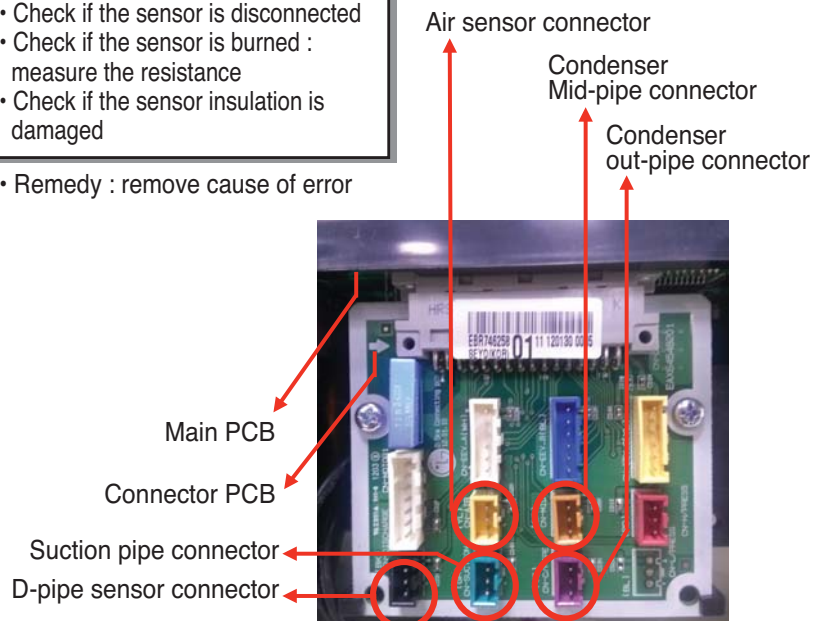 • Check if the sensor is disconnected
• Check if the sensor is burned :
measure the resistance
• Check if the sensor insulation is
damaged
• Remedy : remove cause of error
Air sensor connector
Condenser
Mid-pipe connector
Condenser
out-pipe connector
Main PCB
Connector PCB
Suction pipe connector
D-pipe sensor connector
HRS
K
01
EAX64548201